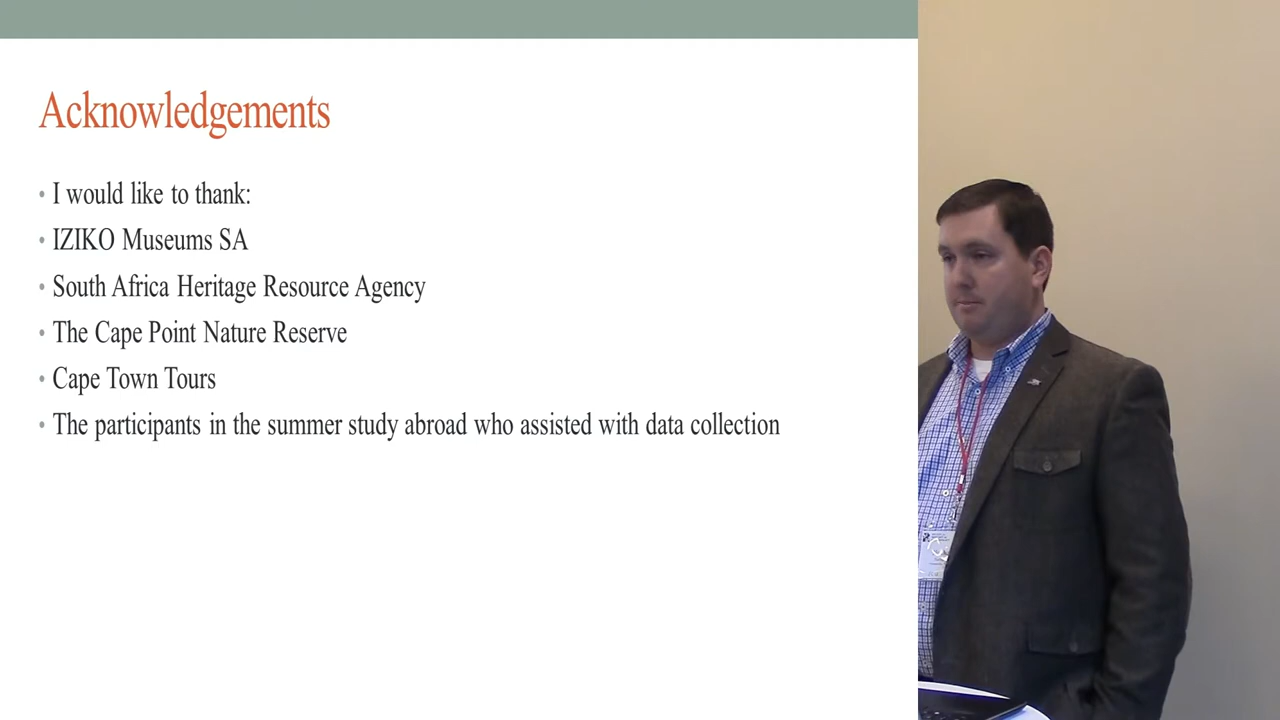 Acknowledgements
• I would like to thank:
• IZIKO Museums SA
• South Africa Heritage Resource Agency
• The Cape Point Nature Reserve
• Cape Town Tours
• The participants in the summer study abroad who assisted with data collection